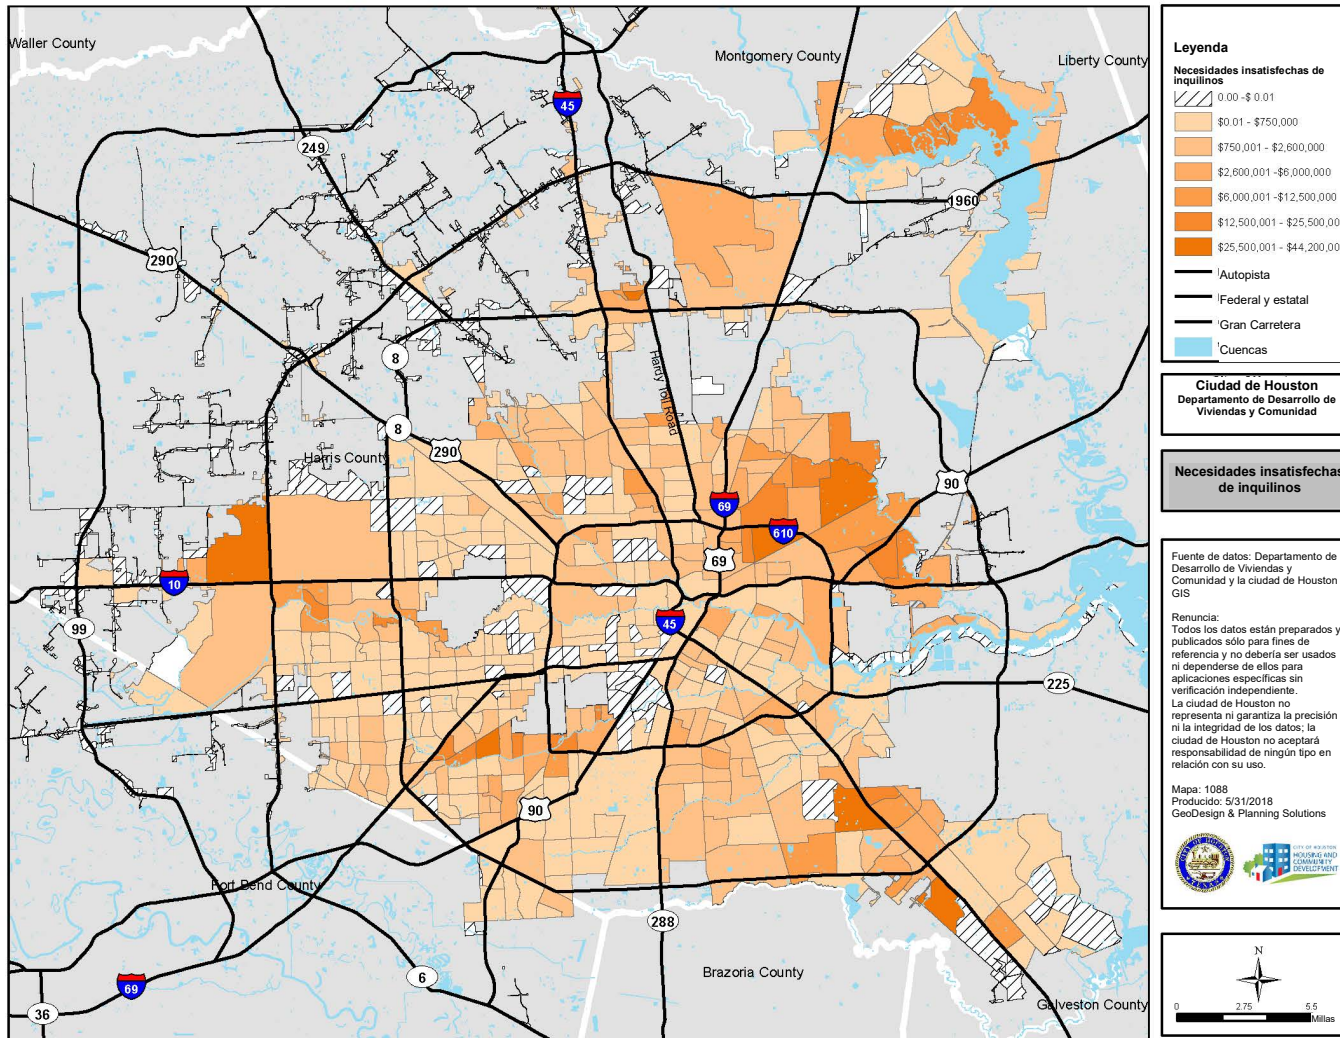 Waller County
Montgomery County
Liberty County
45
249
1960
290
8
Hardy Toll Road
8
290
Harris County
90
69
610
69
10
45
99
225
90
Fort Bend County
288
6
Brazoria County
69
36
Galveston County
Leyenda
Necesidades insatisfechas de
inquilinos
0.00 -$ 0.01
$0.01 - $750,000
$750,001 - $2,600,000
$2,600,001 -$6,000,000
$6,000,001 -$12,500,000
$12,500,001 - $25,500,00
$25,500,001 - $44,200,00
Autopista
Federal y estatal
Gran Carretera
Cuencas
Ciudad de Houston
Departamento de Desarrollo de
Viviendas y Comunidad
Necesidades insatisfechas
de inquilinos
Fuente de datos: Departamento de
Desarrollo de Viviendas y
Comunidad y la ciudad de Houston
GIS
Renuncia:
Todos los datos están preparados y
publicados sólo para fines de
referencia y no debería ser usados
ni dependerse de ellos para
aplicaciones específicas sin
verificación independiente.
La ciudad de Houston no
representa ni garantiza la precisión
ni la integridad de los datos; la
ciudad de Houston no aceptará
responsabilidad de ningún tipo en
relación con su uso.
Mapa: 1088
Producido: 5/31/2018
GeoDesign & Planning Solutions
CITY OF HOUSTON
HOUSING AND
COMMUNITY
DEVELOPMENT
N
0 2.75 5.5
Millas